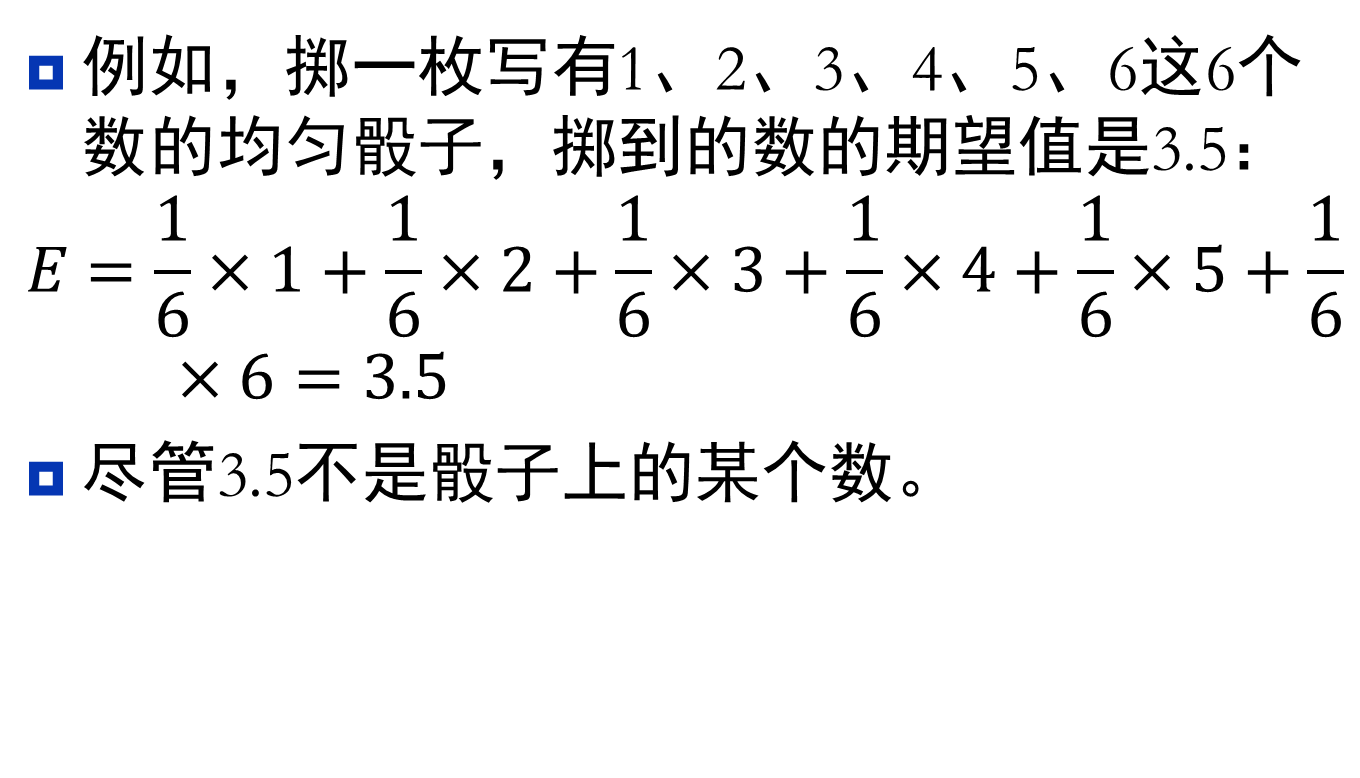 例如，掷一枚写有1、2、3、4、5、6这6个
数的均匀骰子，掷到的数的期望值是3.5：
𝐸 = 1/6 × 1 + 1/6 × 2 + 1/6 × 3 + 1/6 × 4 + 1/6 × 5 + 1/6
× 6 = 3.5
尽管3.5不是骰子上的某个数。